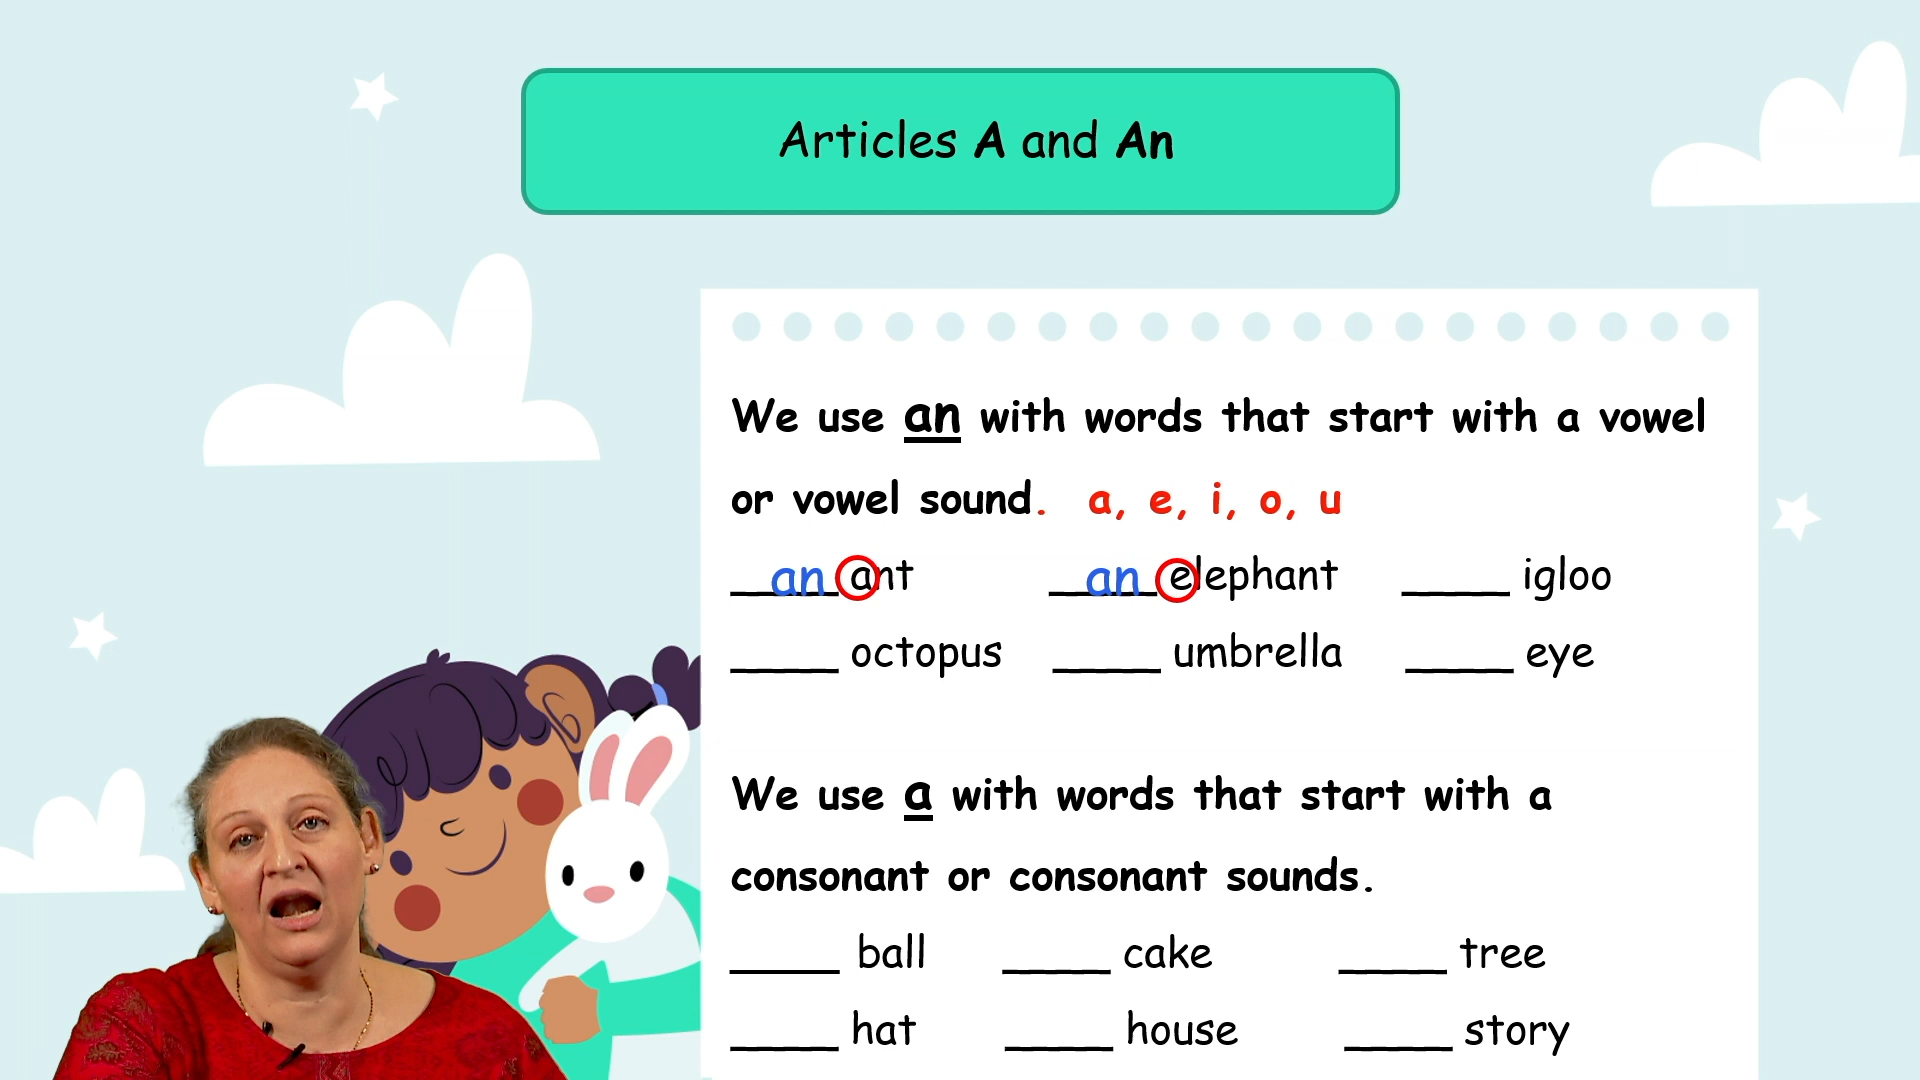 Articles A and An
We use an with words that start with a vowel
or vowel sound. a, e, i, o, u
an ant an elephant ____ igloo
____ octopus ____ umbrella ____ eye
We use a with words that start with a
consonant or consonant sounds.
____ ball ____ cake ____ tree
____ hat ____ house ____ story